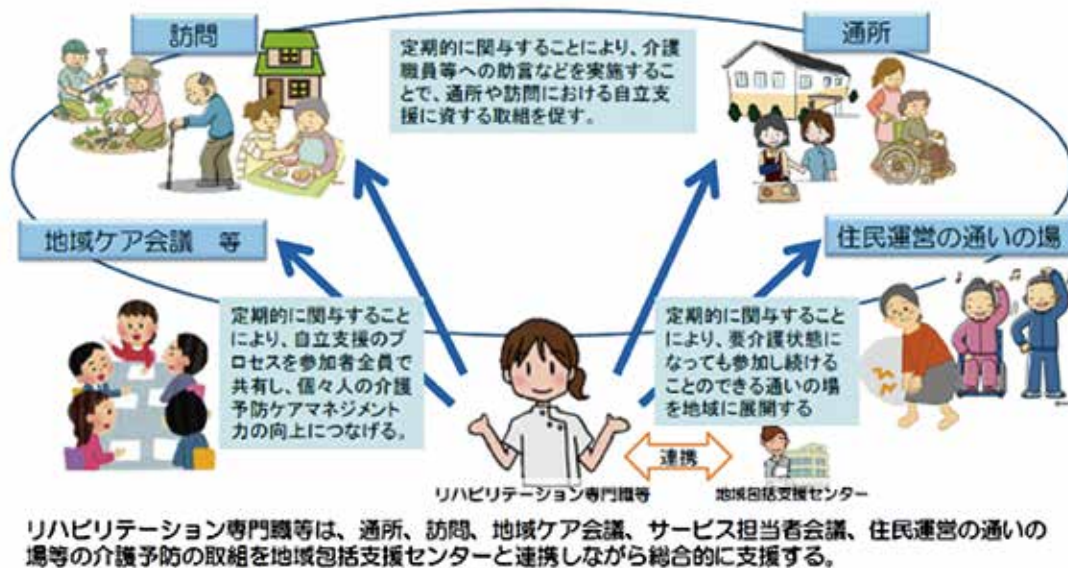 訪問
通所
定期的に関与することにより、介護
職員等への助言などを実施するこ
とで、通所や訪問における自立支
援に資する取組を促す。
地域ケア会議　等
住民運営の通いの場
定期的に関与すること
により、自立支援のプ
ロセスを参加者全員で
共有し、個々人の介護
予防ケアマネジメント
力の向上につなげる。
定期的に関与すること
により、要介護状態に
なっても参加し続ける
ことのできる通いの場
を地域に展開する
連携
リハビリテーション専門職等
地域包括支援センター
リハビリテーション専門職等は、通所、訪問、地域ケア会議、サービス担当者会議、住民運営の通いの
場等の介護予防の取組を地域包括支援センターと連携しながら総合的に支援する。